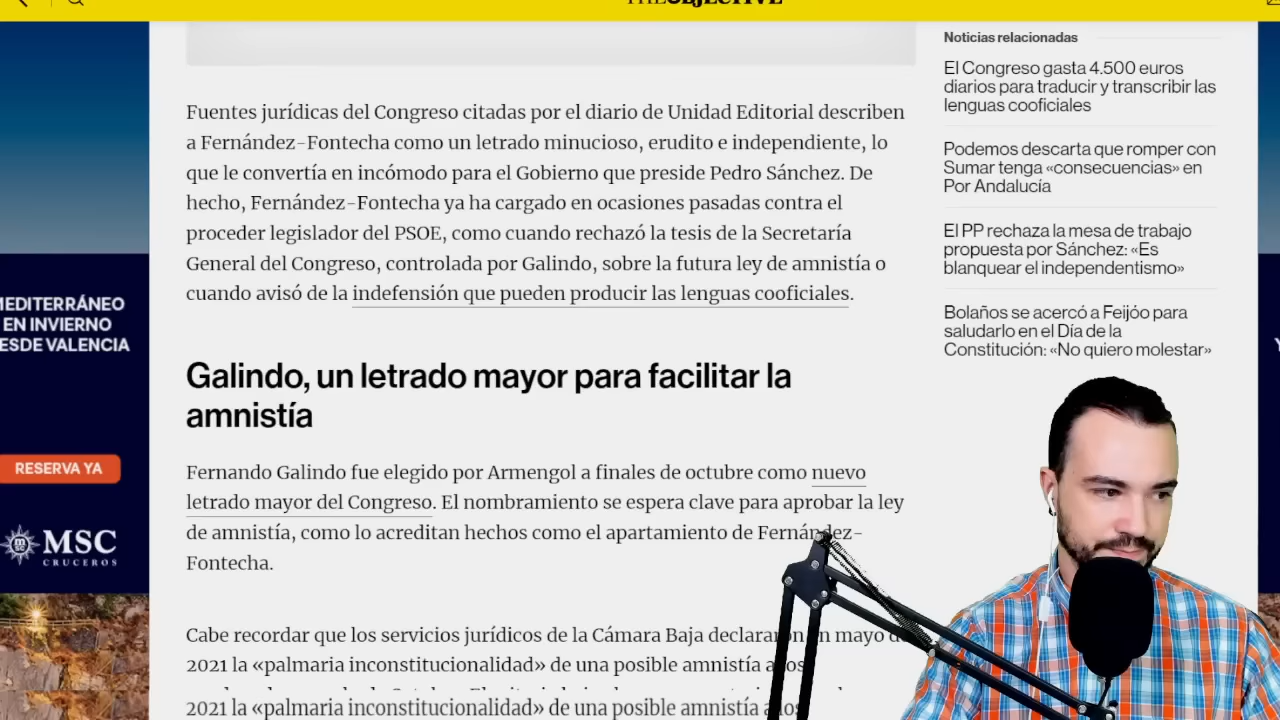 THE OBJECTIVE
Fuentes jurídicas del Congreso citadas por el diario de Unidad Editorial describen
a Fernández-Fontecha como un letrado minucioso, erudito e independiente, lo
que le convertía en incómodo para el Gobierno que preside Pedro Sánchez. De
hecho, Fernández-Fontecha ya ha cargado en ocasiones pasadas contra el
proceder legislador del PSOE, como cuando rechazó la tesis de la Secretaría
General del Congreso, controlada por Galindo, sobre la futura ley de amnistía o
cuando avisó de la indefensión que pueden producir las lenguas cooficiales.
Galindo, un letrado mayor para facilitar la
amnistía
Fernando Galindo fue elegido por Armengol a finales de octubre como nuevo
letrado mayor del Congreso. El nombramiento se espera clave para aprobar la ley
de amnistía, como lo acreditan hechos como el apartamiento de Fernández-
Fontecha.
Cabe recordar que los servicios jurídicos de la Cámara Baja declararon en mayo de
2021 la «palmaria inconstitucionalidad» de una posible amnistía a los
2021 la «palmaria inconstitucionalidad» de una posible amnistía a los
Noticias relacionadas
El Congreso gasta 4.500 euros
diarios para traducir y transcribir las
lenguas cooficiales
Podemos descarta que romper con
Sumar tenga «consecuencias» en
Por Andalucía
El PP rechaza la mesa de trabajo
propuesta por Sánchez: «Es
blanquear el independentismo»
Bolaños se acercó a Feijóo para
saludarlo en el Día de la
Constitución: «No quiero molestar»
MEDITERRÁNEO
EN INVIERNO
DESDE VALENCIA
RESERVA YA
MSC
CRUCEROS